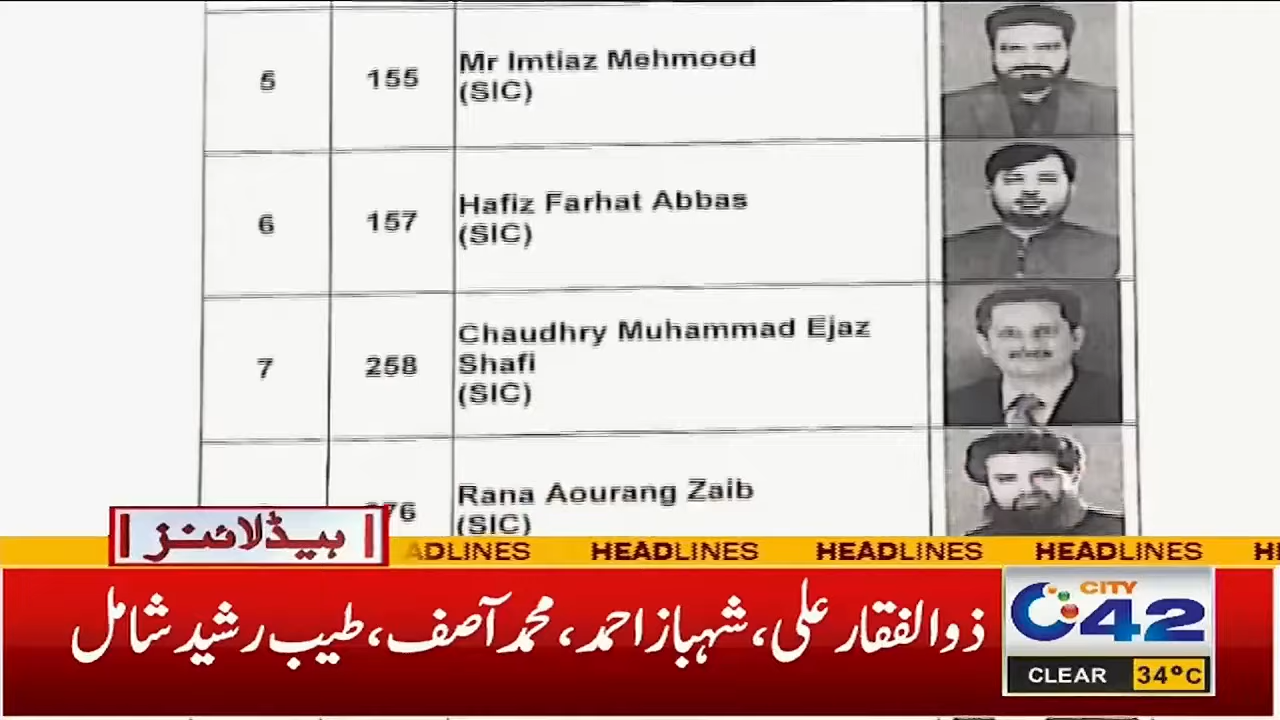 5 155 Mr Imtiaz Mehmood
(SIC)
6 157 Hafiz Farhat Abbas
(SIC)
7 258 Chaudhry Muhammad Ejaz
Shafi
(SIC)
76 Rana Aourang Zaib
(SIC)
ہیڈلائنز
ADLINES HEADLINES HEADLINES HEADLINES
ذوالفقار علی، شہباز احمد، محمد آصف، طیب رشید شامل
CITY
42
CLEAR 34°C